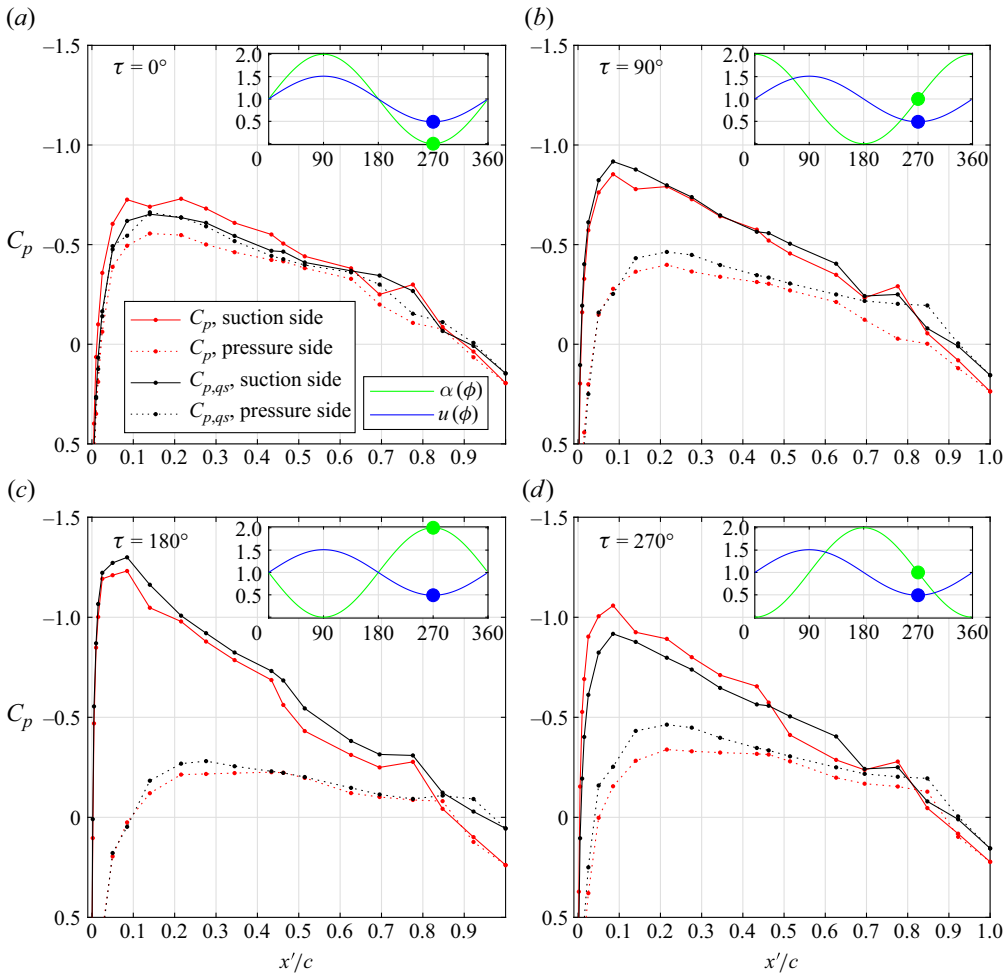 (a)
(b)
–1.5
τ = 0°
2.0
1.5
1.0
0.5
0 90 180 270 360
–1.0
–0.5
0
0.5
C_p
C_p, suction side
C_p, pressure side
C_p,qs, suction side
C_p,qs, pressure side
α(ϕ)
u(ϕ)
0 0.1 0.2 0.3 0.4 0.5 0.6 0.7 0.8 0.9
–1.5
τ = 90°
2.0
1.5
1.0
0.5
0 90 180 270 360
–1.0
–0.5
0
0.5
0 0.1 0.2 0.3 0.4 0.5 0.6 0.7 0.8 0.9 1.0
(c)
(d)
–1.5
τ = 180°
2.0
1.5
1.0
0.5
0 90 180 270 360
–1.0
–0.5
0
0.5
C_p
0 0.1 0.2 0.3 0.4 0.5 0.6 0.7 0.8 0.9
x′/c
–1.5
τ = 270°
2.0
1.5
1.0
0.5
0 90 180 270 360
–1.0
–0.5
0
0.5
0 0.1 0.2 0.3 0.4 0.5 0.6 0.7 0.8 0.9 1.0
x′/c